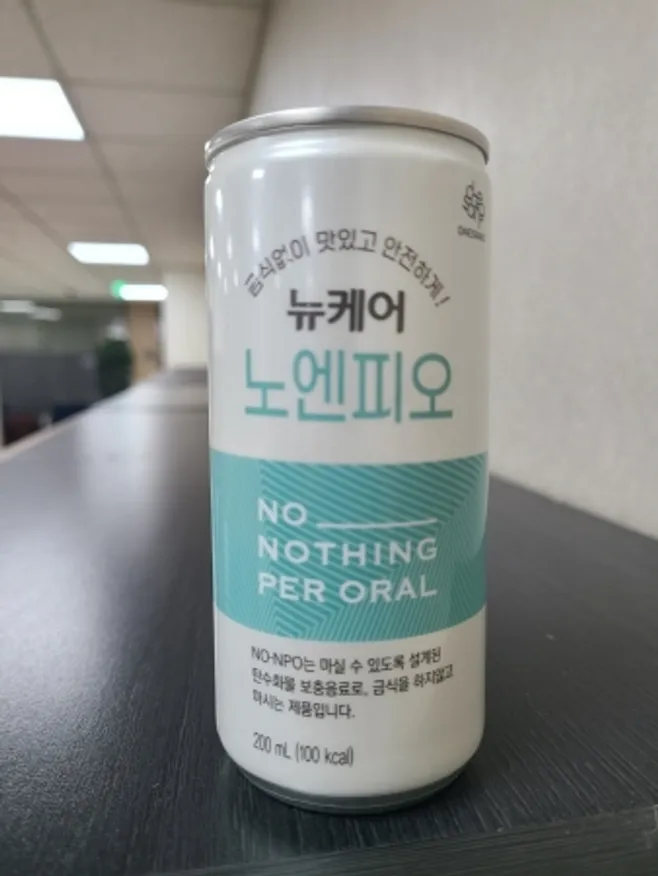 DAESANG
금식없이 맛있고 안전하게!
뉴케어
노엔피오
NO
NOTHING
PER ORAL
NO-NPO는 마실 수 있도록 설계된
탄수화물 보충음료로, 금식을 하지않고
마시는 제품입니다.
200 mL (100 kcal)